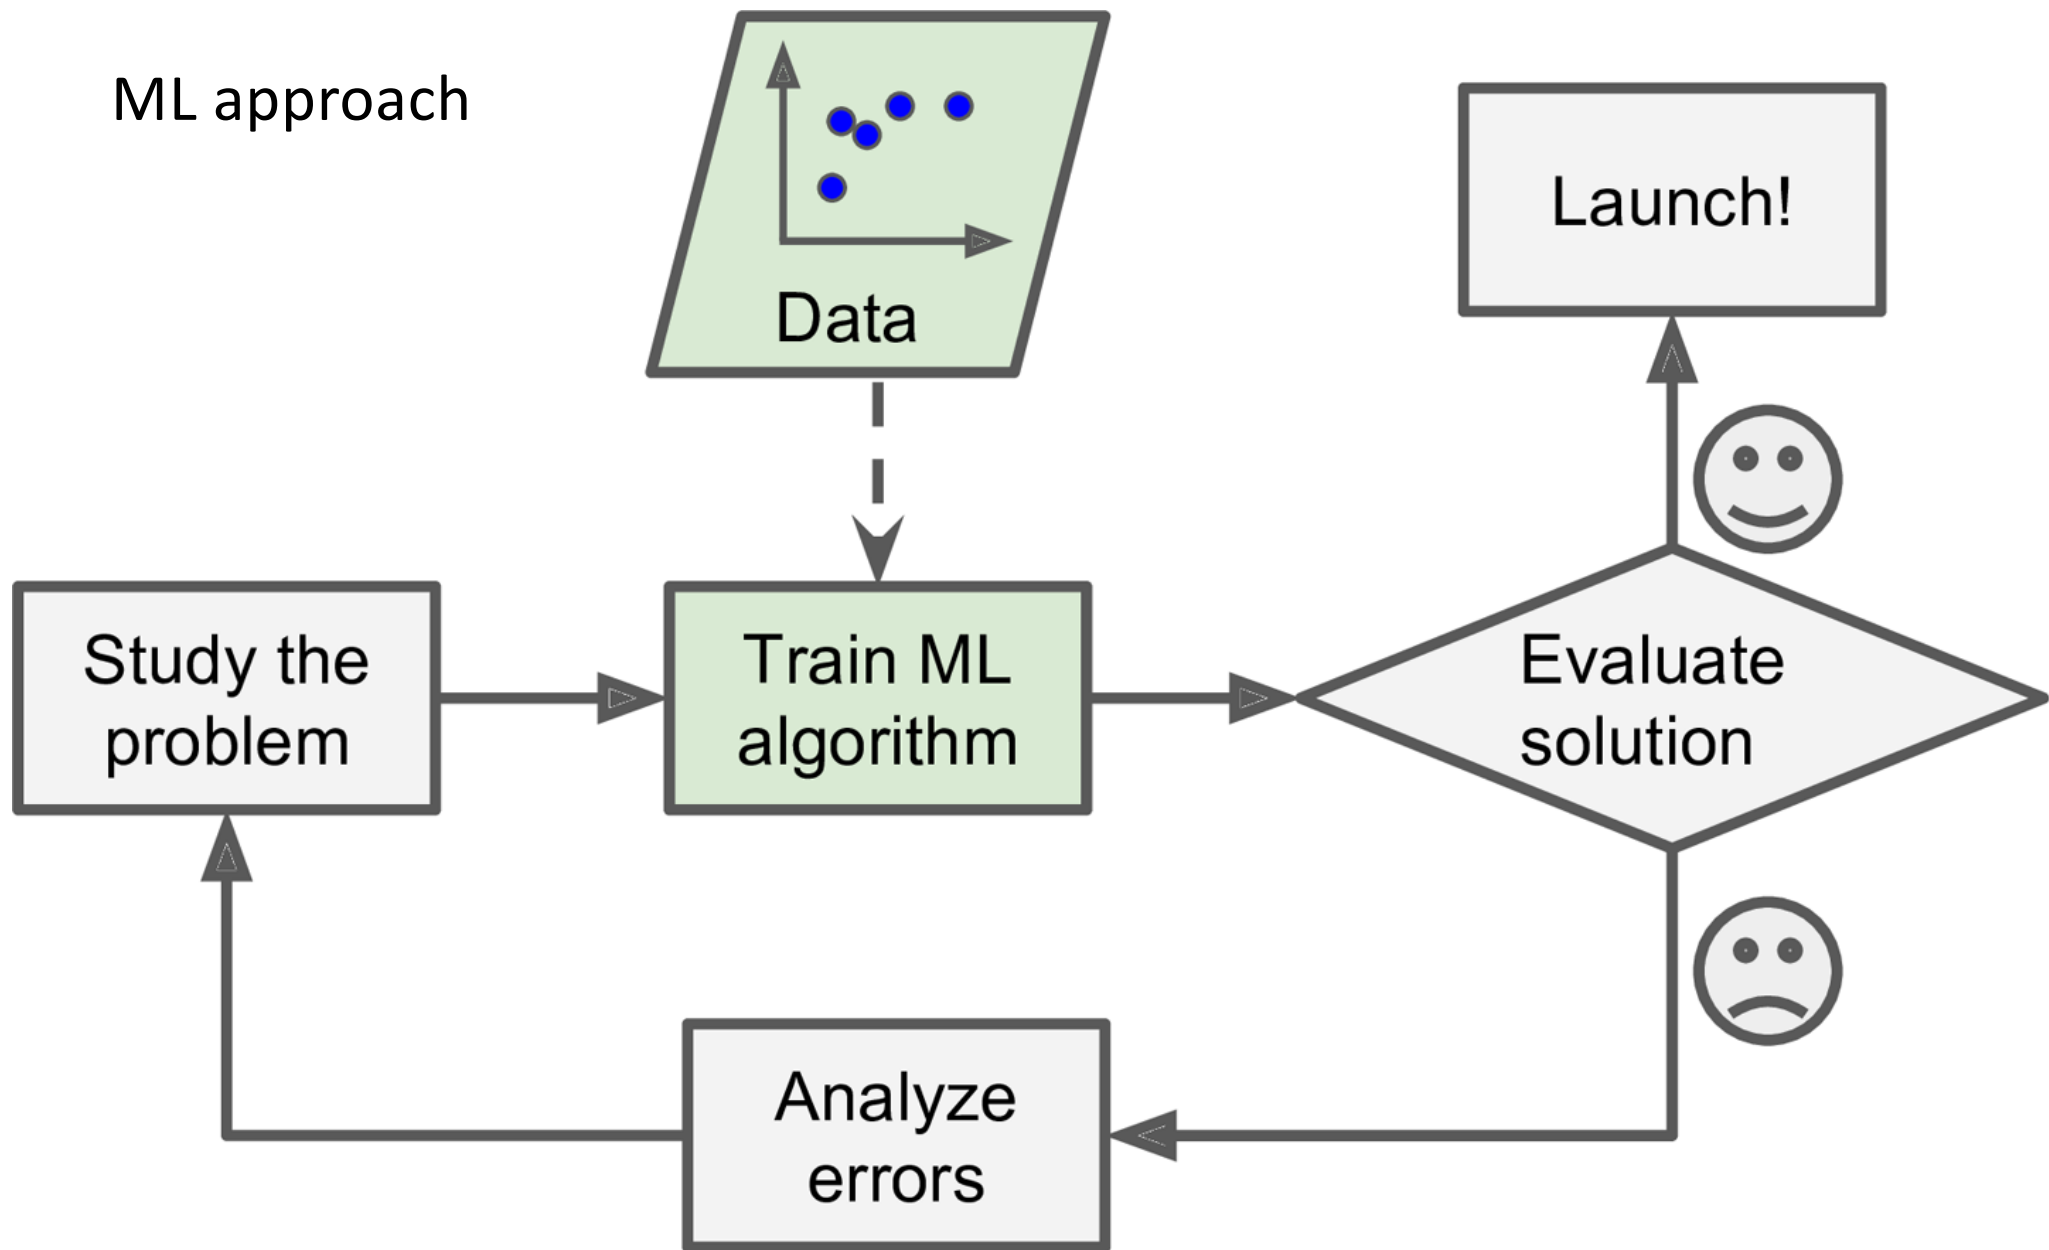 ML approach
Data
Launch!
Study the
problem
Train ML
algorithm
Evaluate
solution
Analyze
errors